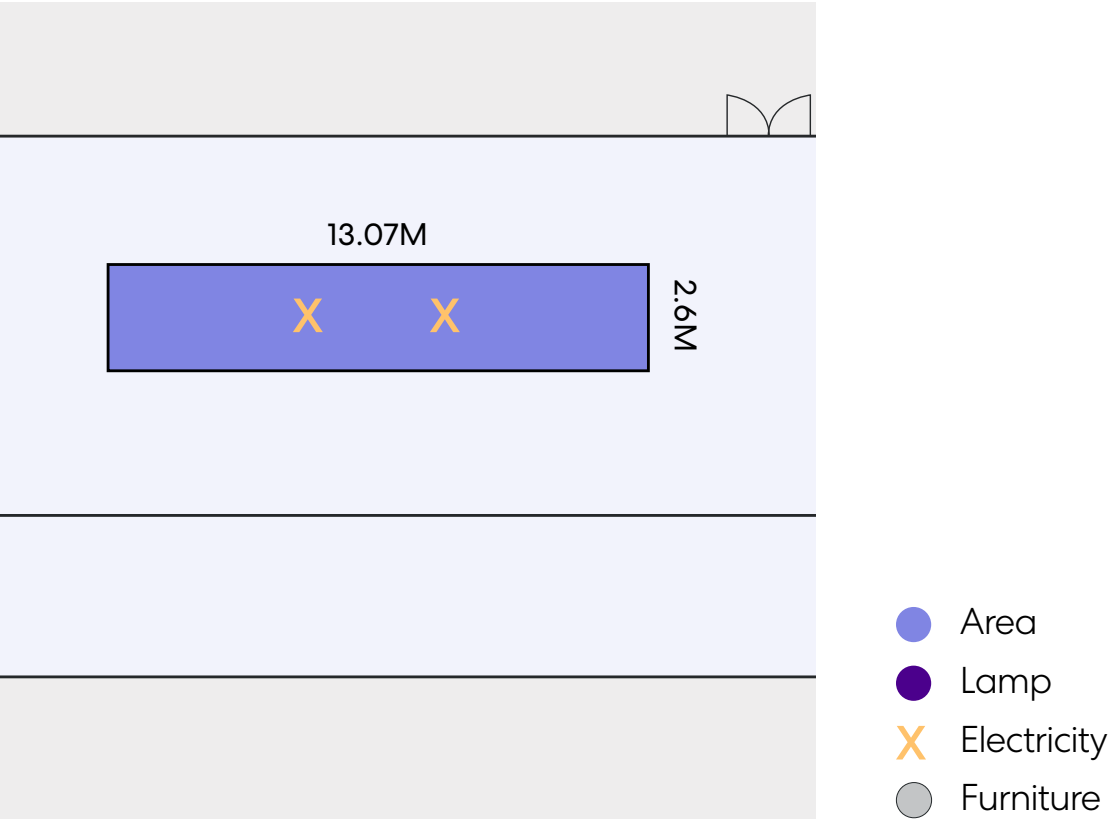 13.07M
2.6M
X X
Area
Lamp
X Electricity
Furniture